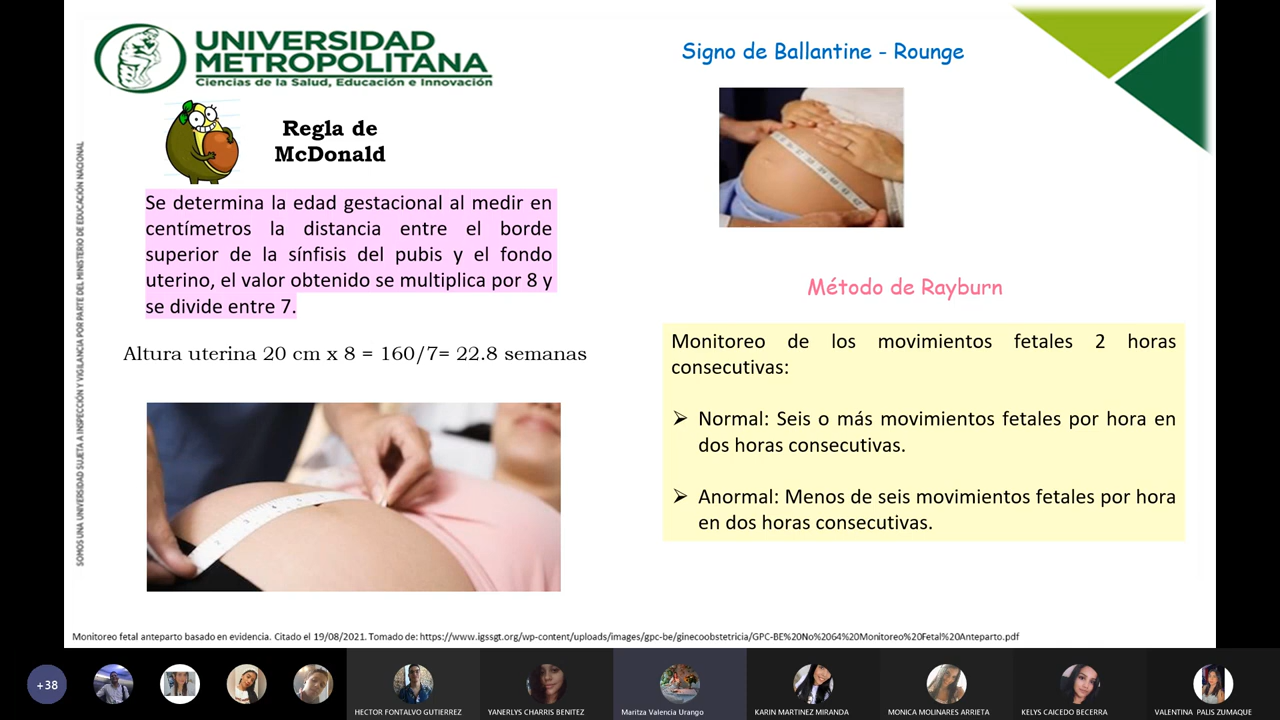 UNIVERSIDAD
METROPOLITANA
Ciencias de la Salud, Educación e Innovación
SOMOS UNA UNIVERSIDAD SUJETA A INSPECCIÓN Y VIGILANCIA POR PARTE DEL MINISTERIO DE EDUCACIÓN NACIONAL
Regla de
McDonald
Se determina la edad gestacional al medir en
centímetros la distancia entre el borde
superior de la sínfisis del pubis y el fondo
uterino, el valor obtenido se multiplica por 8 y
se divide entre 7.
Altura uterina 20 cm x 8 = 160/7= 22.8 semanas
Signo de Ballantine - Rounge
Método de Rayburn
Monitoreo de los movimientos fetales 2 horas
consecutivas:
➢ Normal: Seis o más movimientos fetales por hora en
dos horas consecutivas.
➢ Anormal: Menos de seis movimientos fetales por hora
en dos horas consecutivas.
Monitoreo fetal anteparto basado en evidencia. Citado el 19/08/2021. Tomado de: https://www.igssgt.org/wp-content/uploads/images/gpc-be/ginecoobstetricia/GPC-BE%20No%2064%20Monitoreo%20Fetal%20Anteparto.pdf
+38
HECTOR FONTALVO GUTIERREZ
YANERLYS CHARRIS BENITEZ
Maritza Valencia Urango
KARIN MARTINEZ MIRANDA
MONICA MOLINARES ARRIETA
KELYS CAICEDO BECERRA
VALENTINA PALIS ZUMAQUE